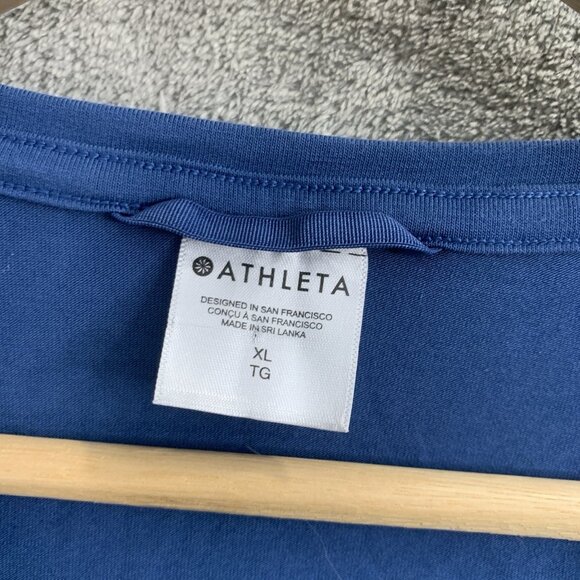 ATHLETA
DESIGNED IN SAN FRANCISCO
CONÇU À SAN FRANCISCO
MADE IN SRI LANKA
XL
TG